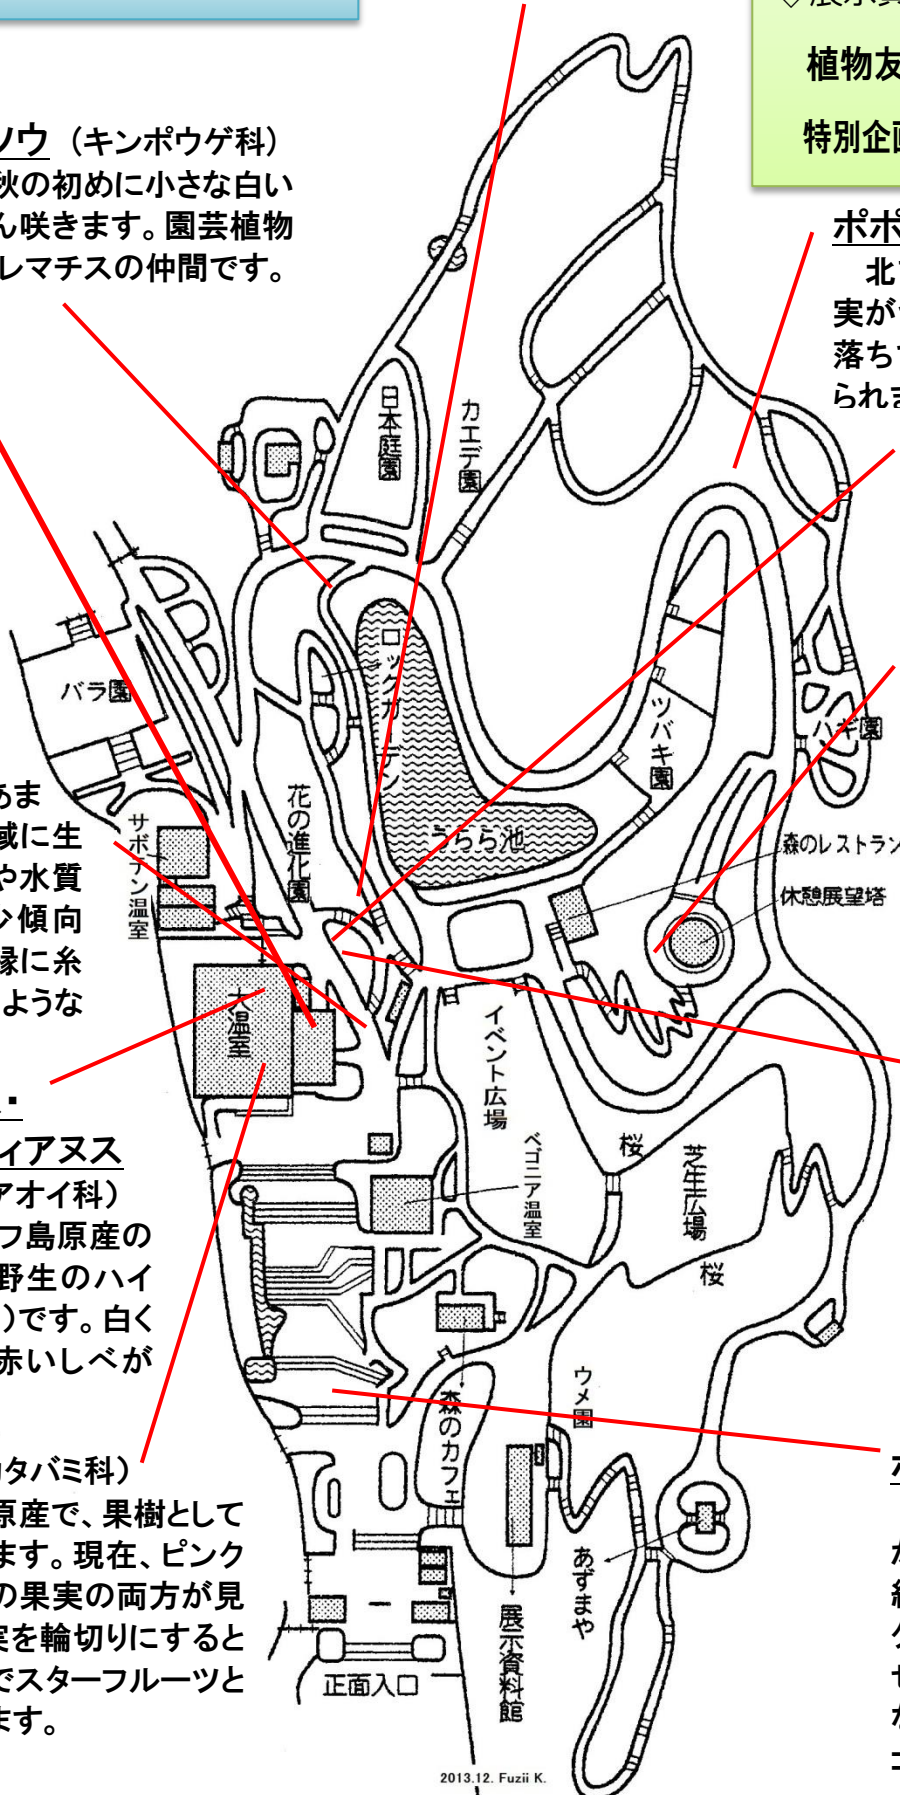 ◇展示
植物友
特別企画
ソウ（キンポウゲ科）
秋の初めに小さな白い
ん咲きます。園芸植物
レマチスの仲間です。
ポポ
北
実が
落ち
られま
日本庭園
カエデ園
バラ園
ロックガーデン
ツバキ園
ハギ園
花の進化園
うらら池
サボテン温室
森のレストラン
休憩展望塔
あま
域に生
や水質
少傾向
縁に糸
ような
大温室
イベント広場
ベゴニア温室
桜
芝生広場
桜
ィアヌス
アオイ科）
フ島原産の
野生のハイ
）です。白く
赤いしべが
ウメ園
森のカフェ
カタバミ科）
原産で、果樹として
ます。現在、ピンク
の果実の両方が見
実を輪切りにすると
でスターフルーツと
ます。
あずまや
展示資料館
正面入口
2013.12. Fuzii K.